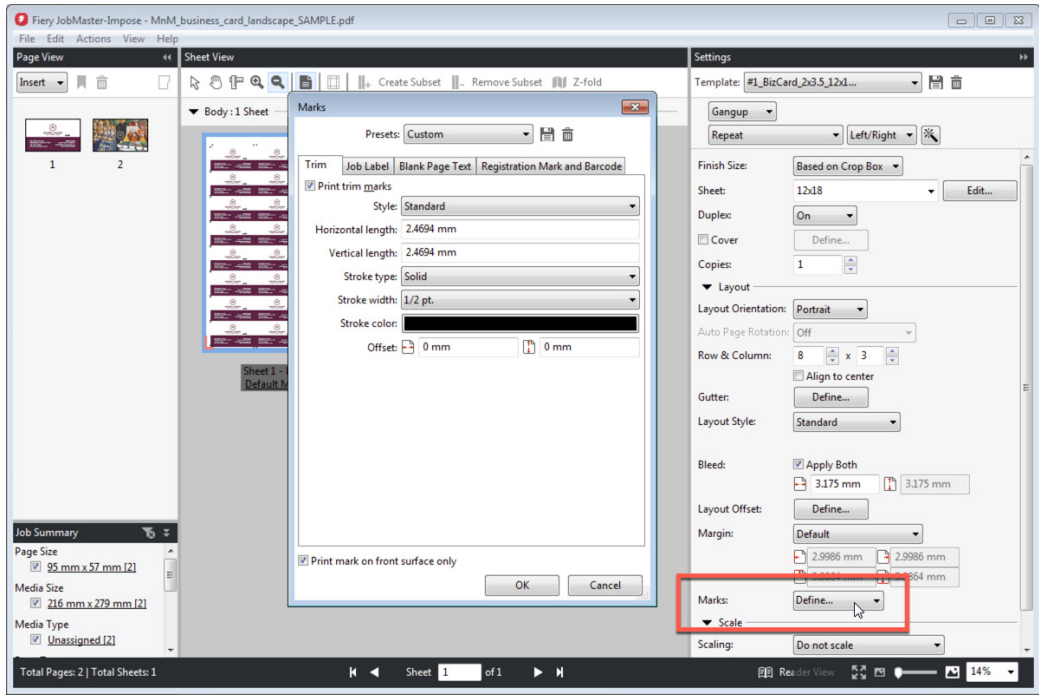 Fiery JobMaster-Impose - MnM_business_card_landscape_SAMPLE.pdf
File Edit Actions View Help
Page View
Insert
1 2
Job Summary
Page Size
95 mm x 57 mm [2]
Media Size
216 mm x 279 mm [2]
Media Type
Unassigned [2]
Sheet View
Create Subset Remove Subset Z-fold
Body : 1 Sheet
Sheet 1 -
Default M
Marks
Presets: Custom
Trim Job Label Blank Page Text Registration Mark and Barcode
Print trim marks
Style: Standard
Horizontal length: 2.4694 mm
Vertical length: 2.4694 mm
Stroke type: Solid
Stroke width: 1/2 pt.
Stroke color:
Offset: 0 mm 0 mm
Print mark on front surface only
OK Cancel
Settings
Template: #1_BizCard_2x3.5_12x1...
Gangup
Repeat Left/Right
Finish Size: Based on Crop Box
Sheet: 12x18 Edit...
Duplex: On
Cover Define...
Copies: 1
Layout
Layout Orientation: Portrait
Auto Page Rotation: Off
Row & Column: 8 x 3
Align to center
Gutter: Define...
Layout Style: Standard
Bleed: Apply Both
3.175 mm 3.175 mm
Layout Offset: Define...
Margin: Default
2.9986 mm 2.9986 mm
Marks: Define...
Scale
Scaling: Do not scale
Total Pages: 2 | Total Sheets: 1
Sheet 1 of 1
Reader View
14%